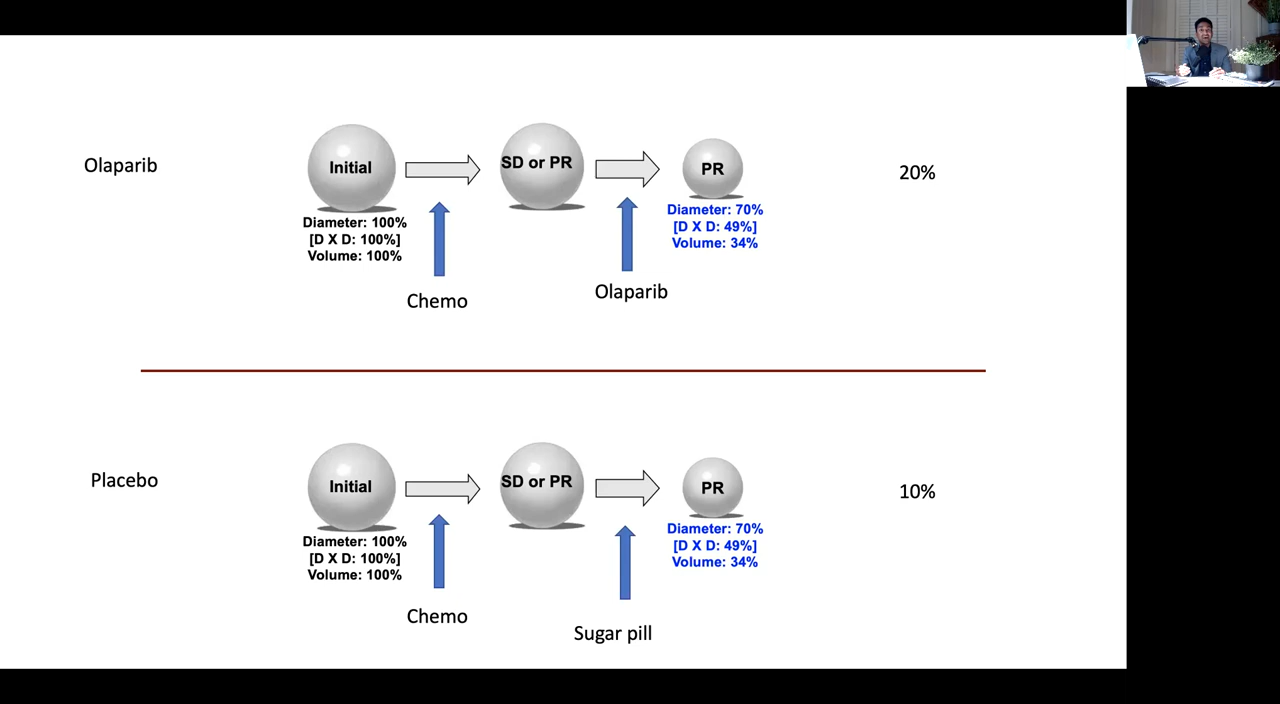 Olaparib
Initial
SD or PR
PR
20%
Diameter: 100%
[D X D: 100%]
Volume: 100%
Diameter: 70%
[D X D: 49%]
Volume: 34%
Chemo
Olaparib
Placebo
Initial
SD or PR
PR
10%
Diameter: 100%
[D X D: 100%]
Volume: 100%
Diameter: 70%
[D X D: 49%]
Volume: 34%
Chemo
Sugar pill